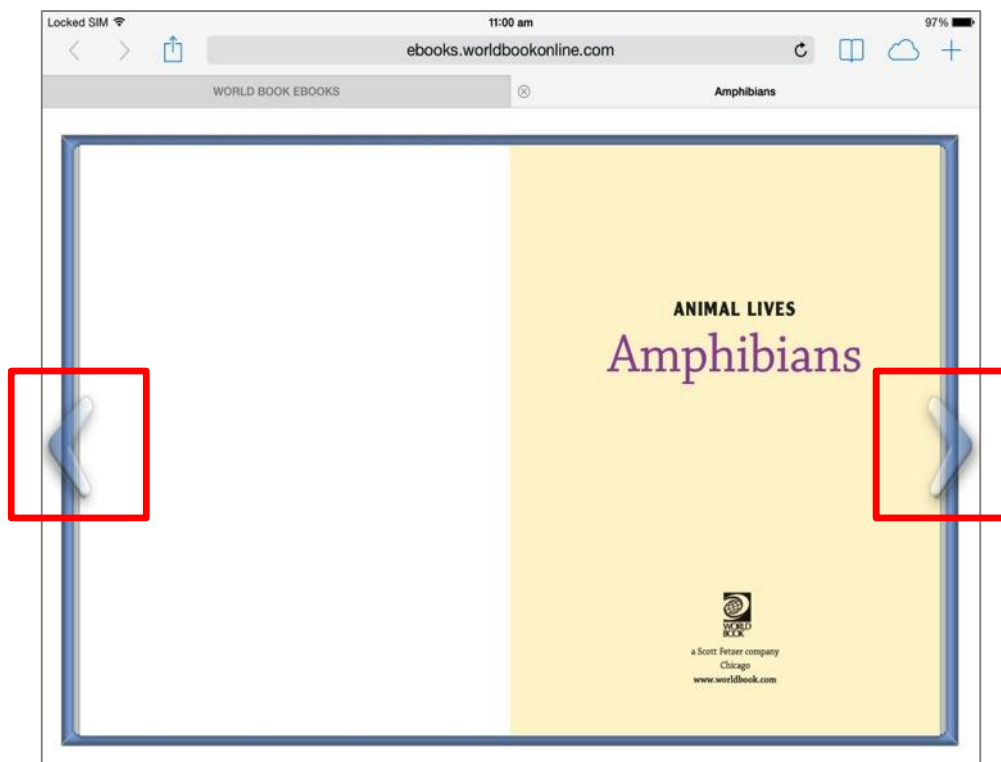 Locked SIM 11:00 am 97%
ebooks.worldbookonline.com
WORLD BOOK EBOOKS Amphibians
ANIMAL LIVES
Amphibians
WORLD
BOOK
a Scott Fetzer company
Chicago
www.worldbook.com